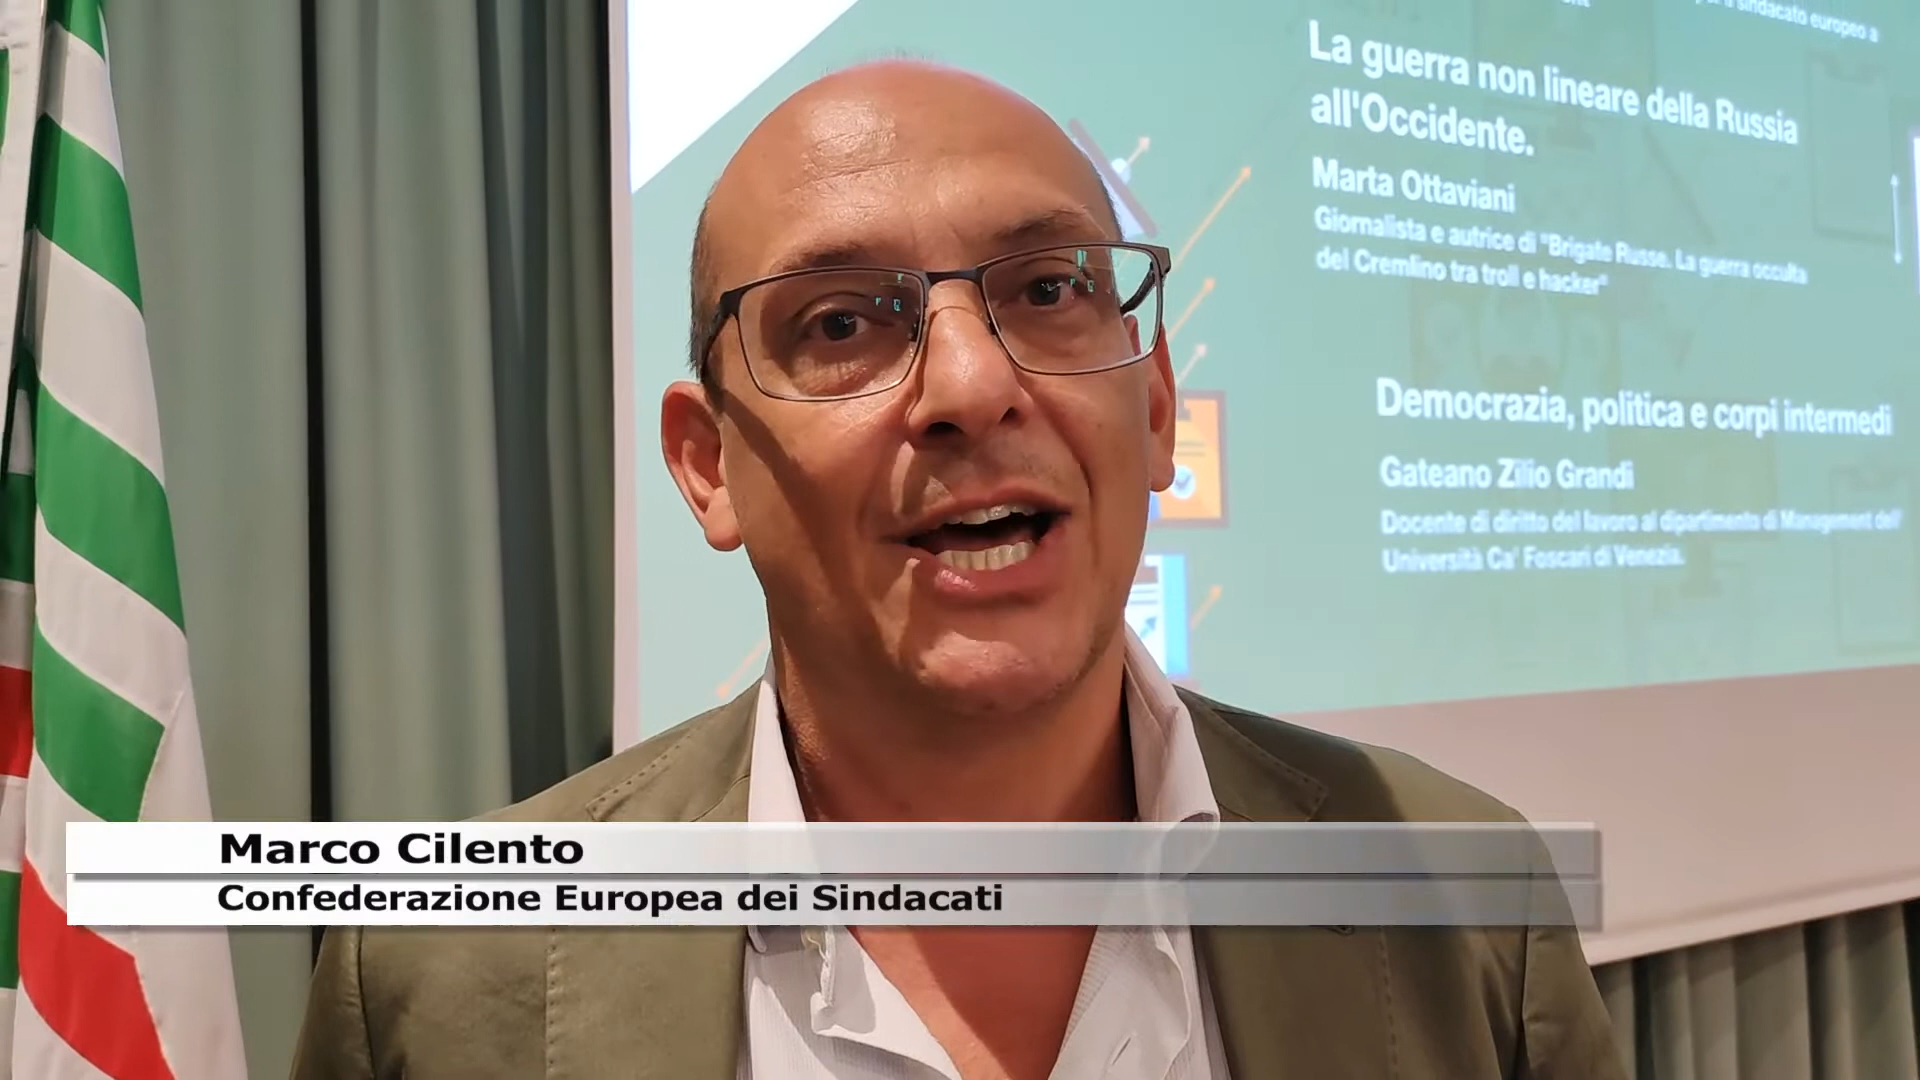 sindacato europeo a
La guerra non lineare della Russia
all'Occidente.
Marta Ottaviani
Giornalista e autrice di "Brigate Russe. La guerra occulta
del Cremlino tra troll e hacker"
Democrazia, politica e corpi intermedi
Gateano Zilio Grandi
Docente di diritto del lavoro al dipartimento di Management dell'
Università Ca' Foscari di Venezia.
Marco Cilento
Confederazione Europea dei Sindacati